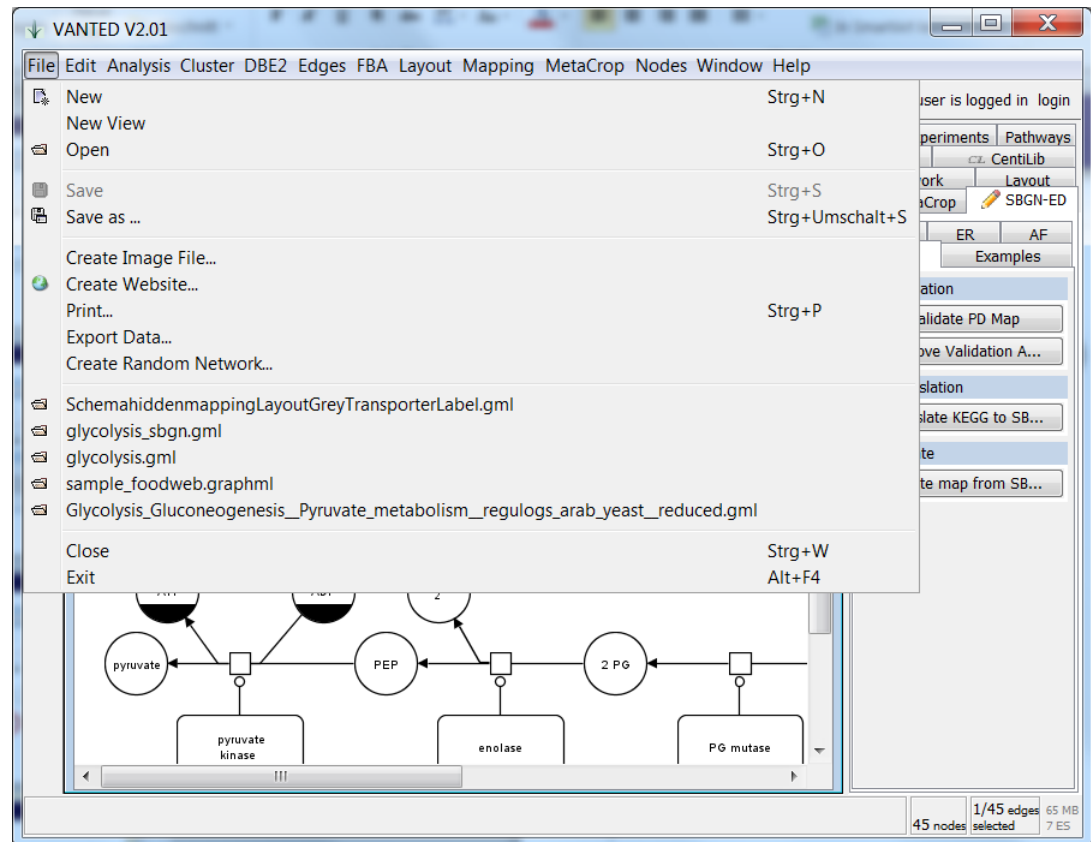 VANTED V2.01
File Edit Analysis Cluster DBE2 Edges FBA Layout Mapping MetaCrop Nodes Window Help
New Strg+N
New View
Open Strg+O
Save Strg+S
Save as ... Strg+Umschalt+S
Create Image File...
Create Website...
Print... Strg+P
Export Data...
Create Random Network...
SchemahiddenmappingLayoutGreyTransporterLabel.gml
glycolysis_sbgn.gml
glycolysis.gml
sample_foodweb.graphml
Glycolysis_Gluconeogenesis__Pyruvate_metabolism__regulogs_arab_yeast__reduced.gml
Close Strg+W
Exit Alt+F4
user is logged in login
periments Pathways
CZL CentiLib
ork Layout
aCrop SBGN-ED
ER AF
Examples
ation
alidate PD Map
ove Validation A...
slation
slate KEGG to SB...
te
te map from SB...
2
pyruvate PEP 2 PG
pyruvate
kinase
enolase
PG mutase
45 nodes
1/45 edges
selected
65 MB
7 ES